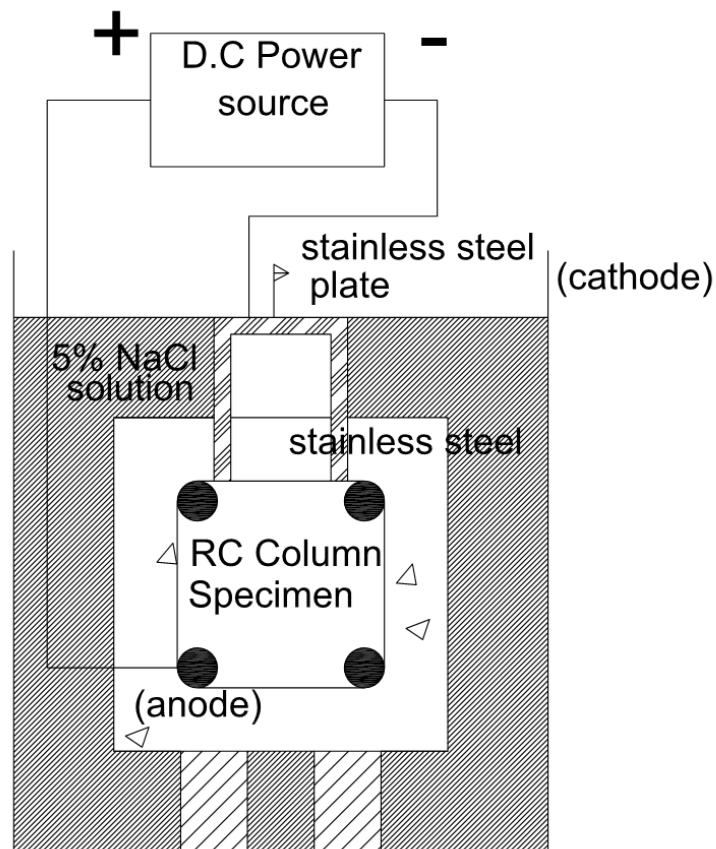 +
-
D.C Power
source
stainless steel
plate
(cathode)
5% NaCl
solution
stainless steel
RC Column
Specimen
(anode)